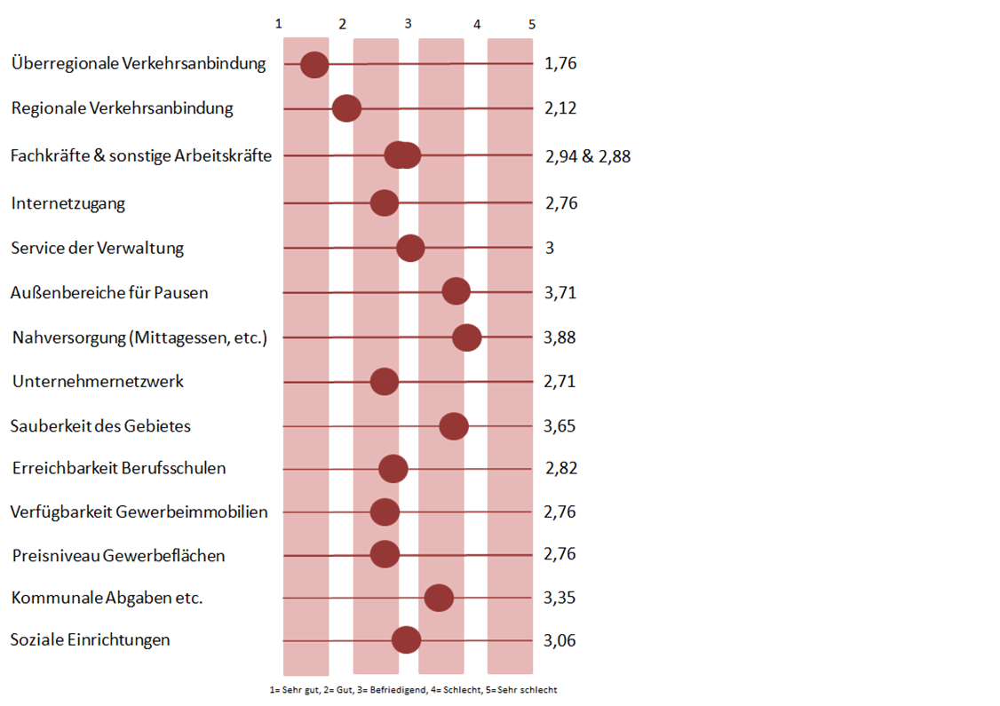 1 2 3 4 5
Überregionale Verkehrsanbindung 1,76
Regionale Verkehrsanbindung 2,12
Fachkräfte & sonstige Arbeitskräfte 2,94 & 2,88
Internetzugang 2,76
Service der Verwaltung 3
Außenbereiche für Pausen 3,71
Nahversorgung (Mittagessen, etc.) 3,88
Unternehmernetzwerk 2,71
Sauberkeit des Gebietes 3,65
Erreichbarkeit Berufsschulen 2,82
Verfügbarkeit Gewerbeimmobilien 2,76
Preisniveau Gewerbeflächen 2,76
Kommunale Abgaben etc. 3,35
Soziale Einrichtungen 3,06
1= Sehr gut, 2= Gut, 3= Befriedigend, 4= Schlecht, 5=Sehr schlecht